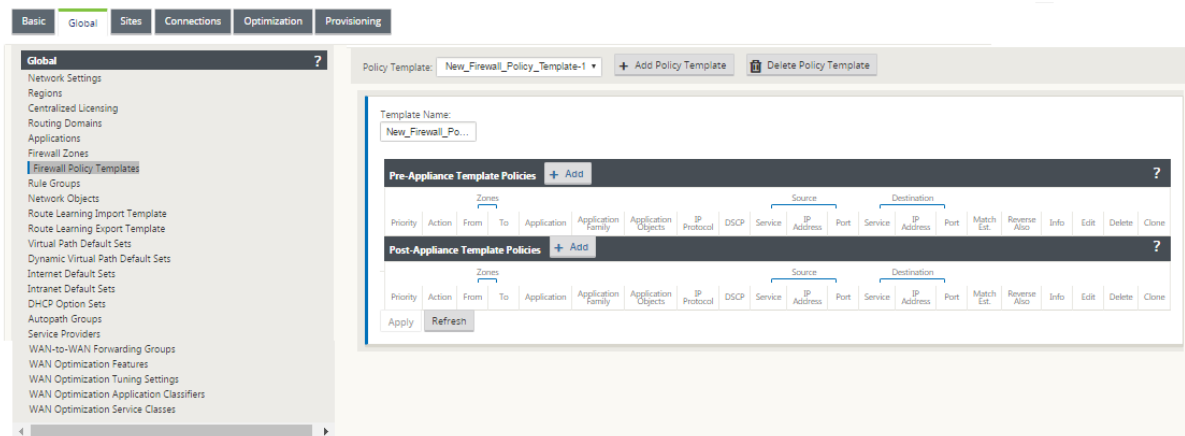 Basic Global Sites Connections Optimization Provisioning
Global ?
Network Settings
Regions
Centralized Licensing
Routing Domains
Applications
Firewall Zones
Firewall Policy Templates
Rule Groups
Network Objects
Route Learning Import Template
Route Learning Export Template
Virtual Path Default Sets
Dynamic Virtual Path Default Sets
Internet Default Sets
Intranet Default Sets
DHCP Option Sets
Autopath Groups
Service Providers
WAN-to-WAN Forwarding Groups
WAN Optimization Features
WAN Optimization Tuning Settings
WAN Optimization Application Classifiers
WAN Optimization Service Classes
Policy Template: New_Firewall_Policy_Template-1 + Add Policy Template Delete Policy Template
Template Name:
New_Firewall_Po...
Pre-Appliance Template Policies + Add ?
Zones Source Destination
Priority Action From To Application Application Family Application Objects IP Protocol DSCP Service IP Address Port Service IP Address Port Match Est. Reverse Also Info Edit Delete Clone
Post-Appliance Template Policies + Add ?
Zones Source Destination
Priority Action From To Application Application Family Application Objects IP Protocol DSCP Service IP Address Port Service IP Address Port Match Est. Reverse Also Info Edit Delete Clone
Apply Refresh